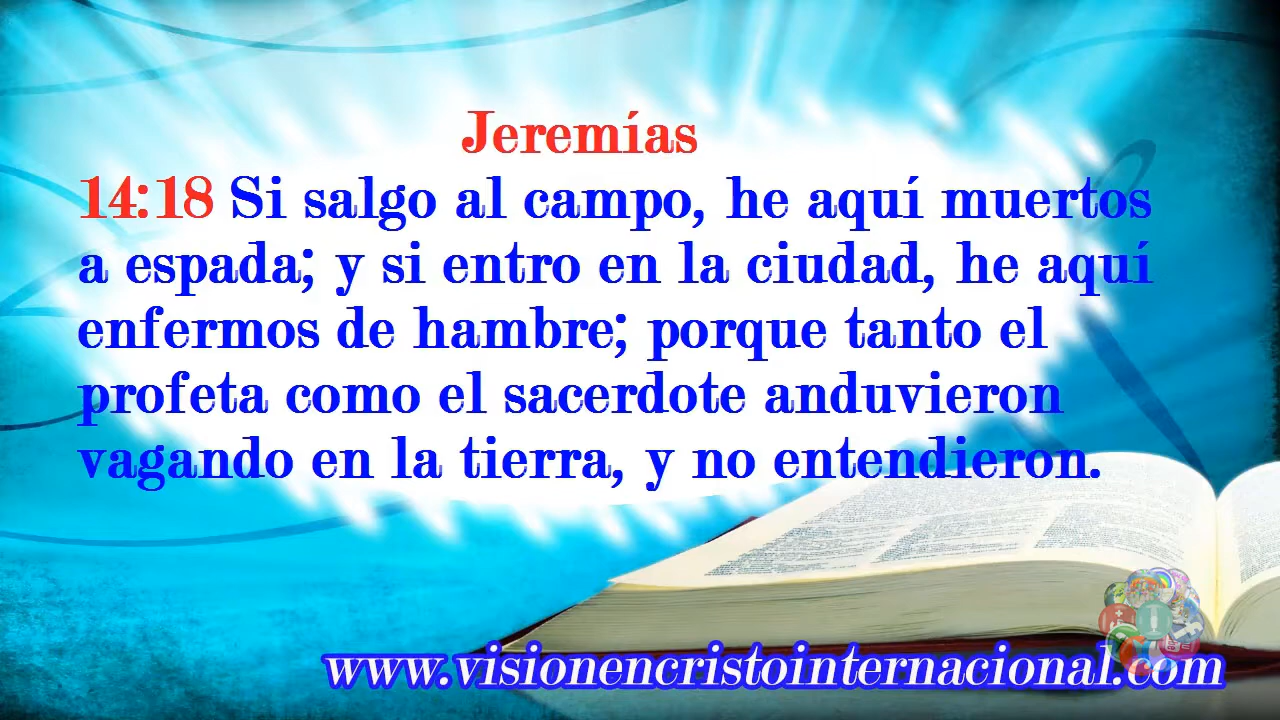 Jeremías
14:18 Si salgo al campo, he aquí muertos
a espada; y si entro en la ciudad, he aquí
enfermos de hambre; porque tanto el
profeta como el sacerdote anduvieron
vagando en la tierra, y no entendieron.
www.visionencristointernacional.com